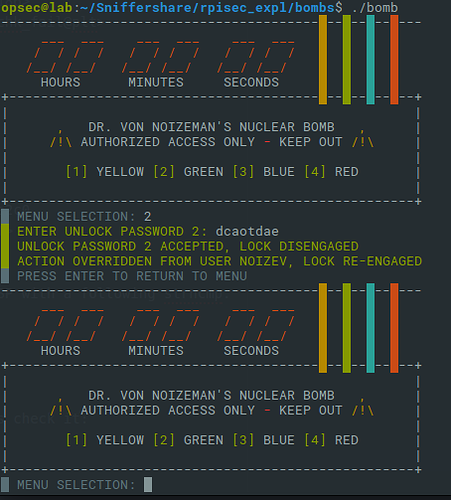 opsec@lab:~/Sniffershare/rpisec_expl/bombs$ ./bomb
HOURS MINUTES SECONDS
DR. VON NOIZEMAN'S NUCLEAR BOMB
/!\ AUTHORIZED ACCESS ONLY - KEEP OUT /!\
[1] YELLOW [2] GREEN [3] BLUE [4] RED
MENU SELECTION: 2
ENTER UNLOCK PASSWORD 2: dcaotdae
UNLOCK PASSWORD 2 ACCEPTED, LOCK DISENGAGED
ACTION OVERRIDDEN FROM USER NOIZEV, LOCK RE-ENGAGED
PRESS ENTER TO RETURN TO MENU
HOURS MINUTES SECONDS
DR. VON NOIZEMAN'S NUCLEAR BOMB
/!\ AUTHORIZED ACCESS ONLY - KEEP OUT /!\
[1] YELLOW [2] GREEN [3] BLUE [4] RED
MENU SELECTION: